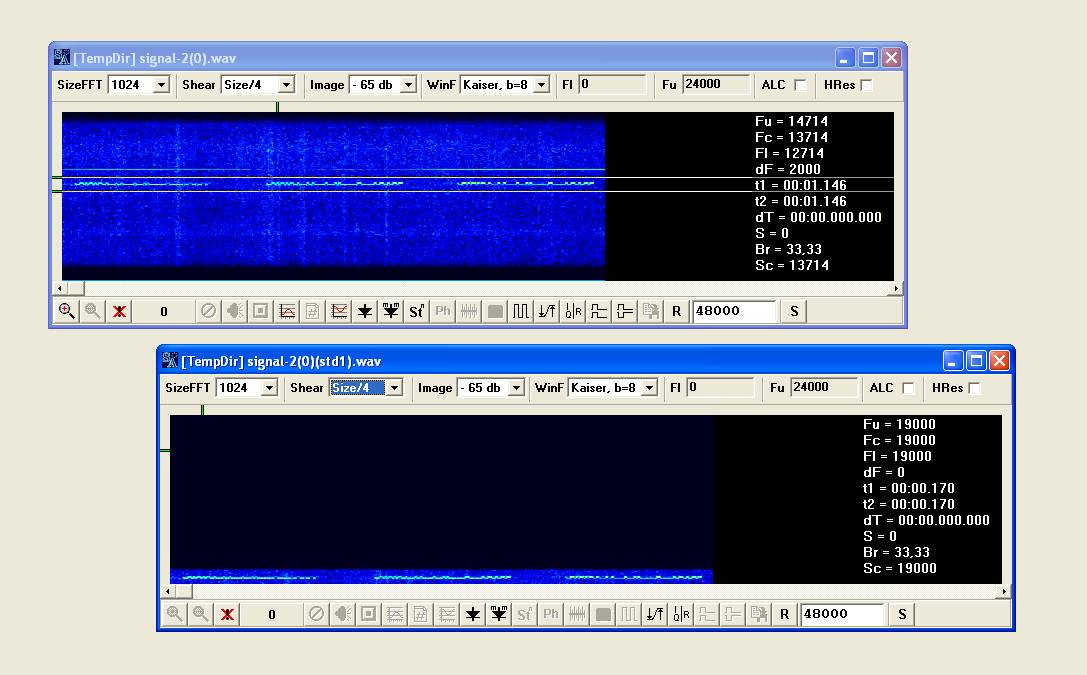 [TempDir] signal-2(0).wav
SizeFFT 1024 Shear Size/4 Image - 65 db WinF Kaiser, b=8 Fl 0 Fu 24000 ALC HRes
Fu = 14714
Fc = 13714
Fl = 12714
dF = 2000
t1 = 00:01.146
t2 = 00:01.146
dT = 00:00.000.000
S = 0
Br = 33,33
Sc = 13714
0 Sf Ph I Q R R 48000 S
[TempDir] signal-2(0)(std1).wav
SizeFFT 1024 Shear Size/4 Image - 65 db WinF Kaiser, b=8 Fl 0 Fu 24000 ALC HRes
Fu = 19000
Fc = 19000
Fl = 19000
dF = 0
t1 = 00:00.170
t2 = 00:00.170
dT = 00:00.000.000
S = 0
Br = 33,33
Sc = 19000
0 Sf Ph I Q R R 48000 S